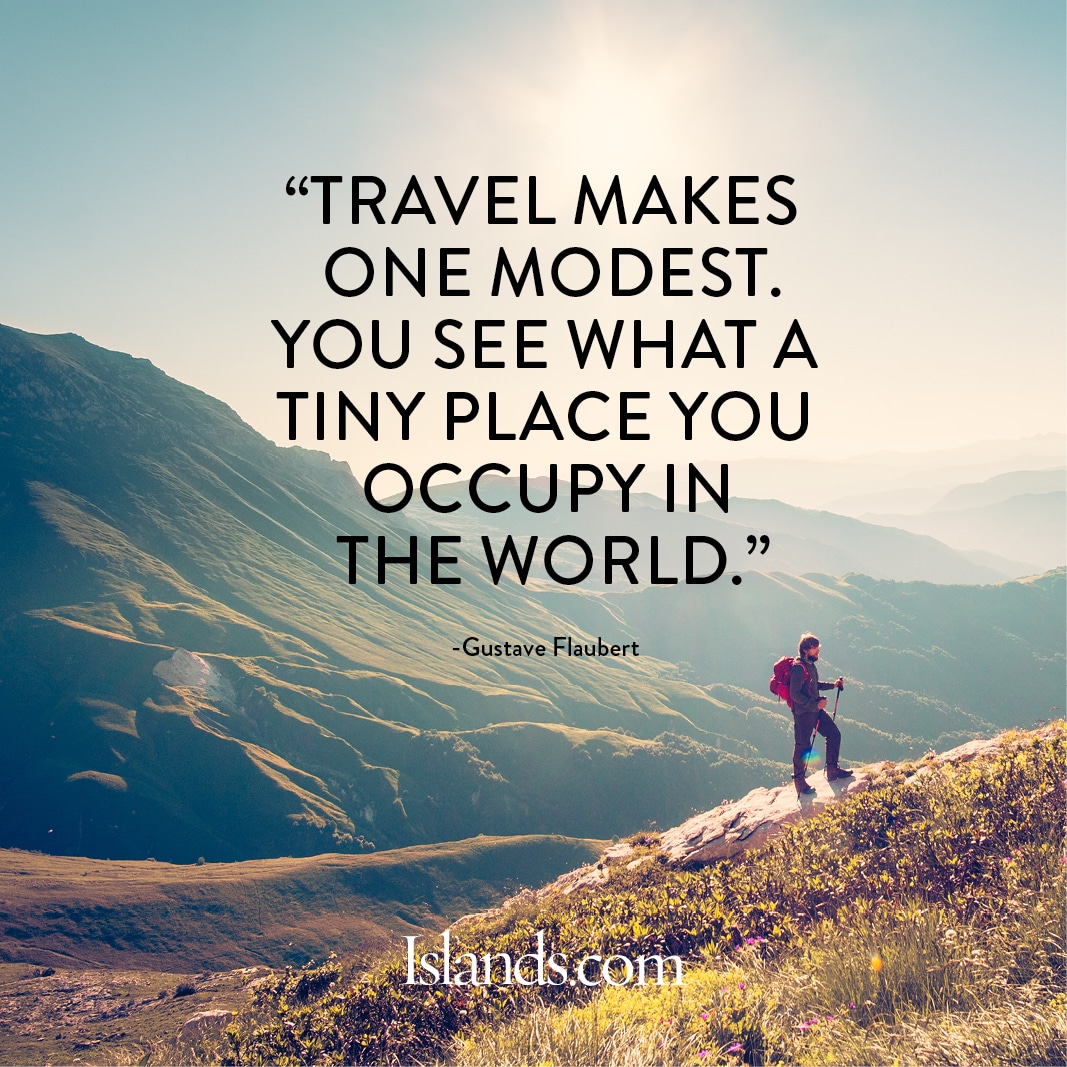 “TRAVEL MAKES
ONE MODEST.
YOU SEE WHAT A
TINY PLACE YOU
OCCUPY IN
THE WORLD.”
-Gustave Flaubert
Islands.com